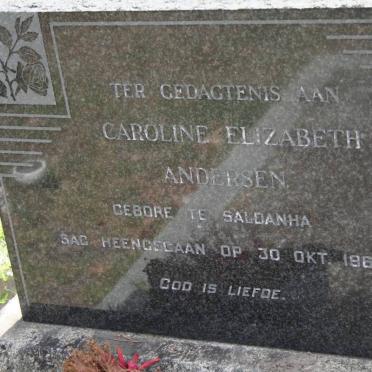 TER GEDAGTENIS AAN
CAROLINE ELIZABETH
ANDERSEN
GEBORE TE SALDANHA
SAG HEENGEGAAN OP 30 OKT.
GOD IS LIEFDE.